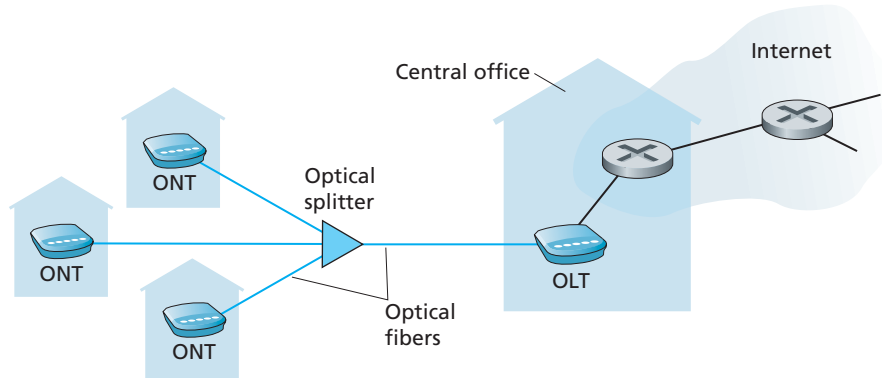 Internet
Central office
ONT
Optical
splitter
ONT
OLT
Optical
fibers
ONT